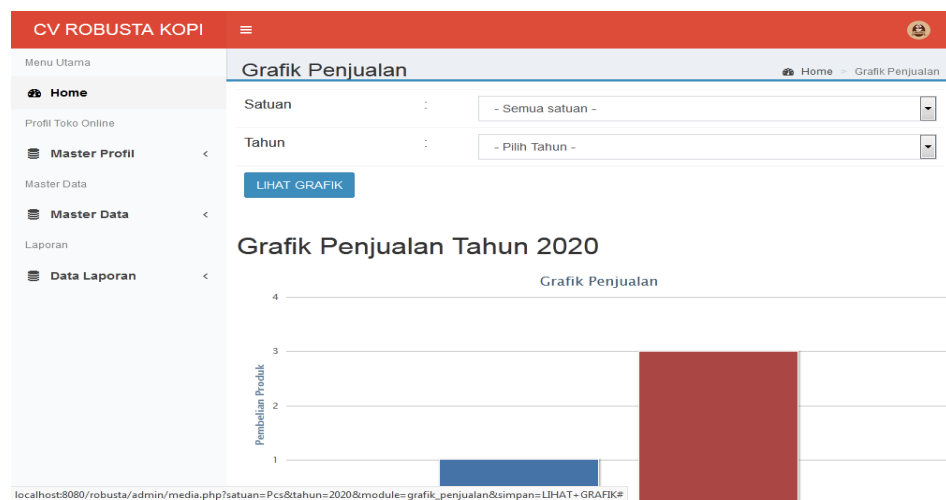 CV ROBUSTA KOPI
Menu Utama
Home
Profil Toko Online
Master Profil
Master Data
Master Data
Laporan
Data Laporan
Grafik Penjualan
Home > Grafik Penjualan
Satuan : - Semua satuan -
Tahun : - Pilih Tahun -
LIHAT GRAFIK
Grafik Penjualan Tahun 2020
Grafik Penjualan
Pembelian Produk
4
3
2
1
localhost:8080/robusta/admin/media.php?satuan=Pcs&tahun=2020&module=grafik_penjualan&simpan=LIHAT+GRAFIK#